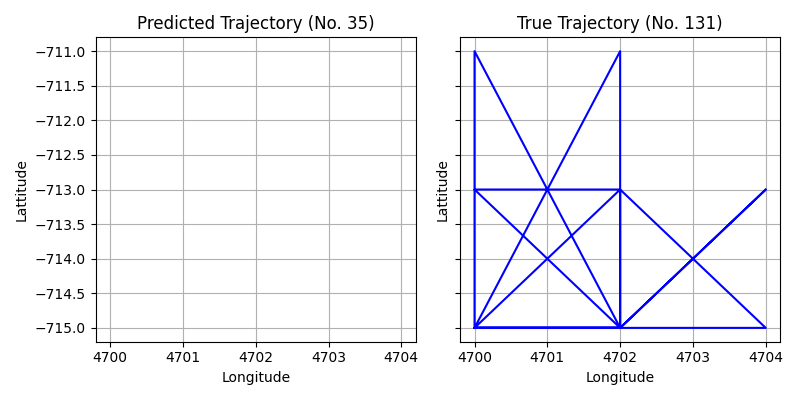 Predicted Trajectory (No. 35)
−711.0
−711.5
−712.0
−712.5
−713.0
−713.5
−714.0
−714.5
−715.0
Lattitude
4700 4701 4702 4703 4704
Longitude
True Trajectory (No. 131)
Lattitude
4700 4701 4702 4703 4704
Longitude